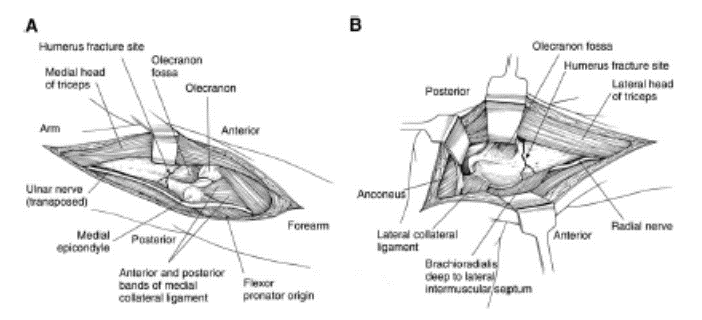 A
Humerus fracture site
Olecranon
fossa
Medial head
of triceps
Olecranon
Arm
Anterior
Ulnar nerve
(transposed)
Forearm
Medial
epicondyle
Posterior
Anterior and posterior
bands of medial
collateral ligament
Flexor
pronator origin
B
Olecranon fossa
Humerus fracture site
Posterior
Lateral head
of triceps
Anconeus
Radial nerve
Lateral collateral
ligament
Anterior
Brachioradialis
deep to lateral
intermuscular septum